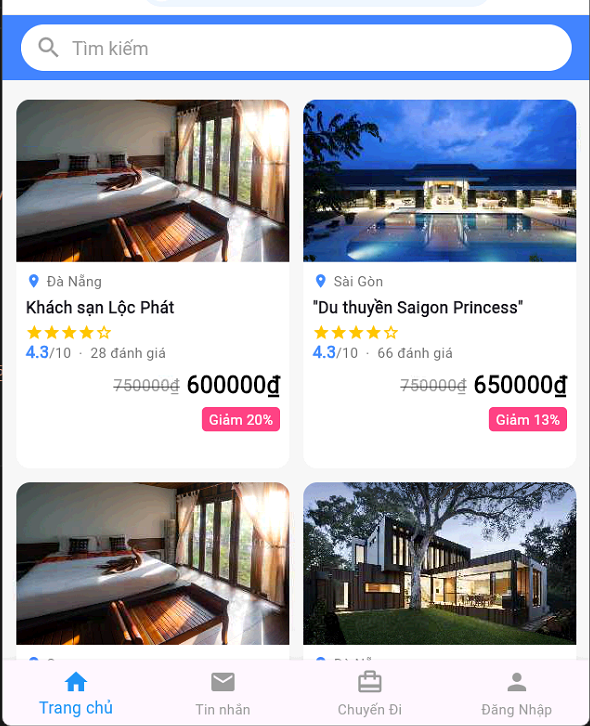 Tìm kiếm
Đà Nẵng
Khách sạn Lộc Phát
4.3/10 · 28 đánh giá
750000₫ 600000₫
Giảm 20%
Sài Gòn
"Du thuyền Saigon Princess"
4.3/10 · 66 đánh giá
750000₫ 650000₫
Giảm 13%
Trang chủ
Tin nhắn
Chuyến Đi
Đăng Nhập